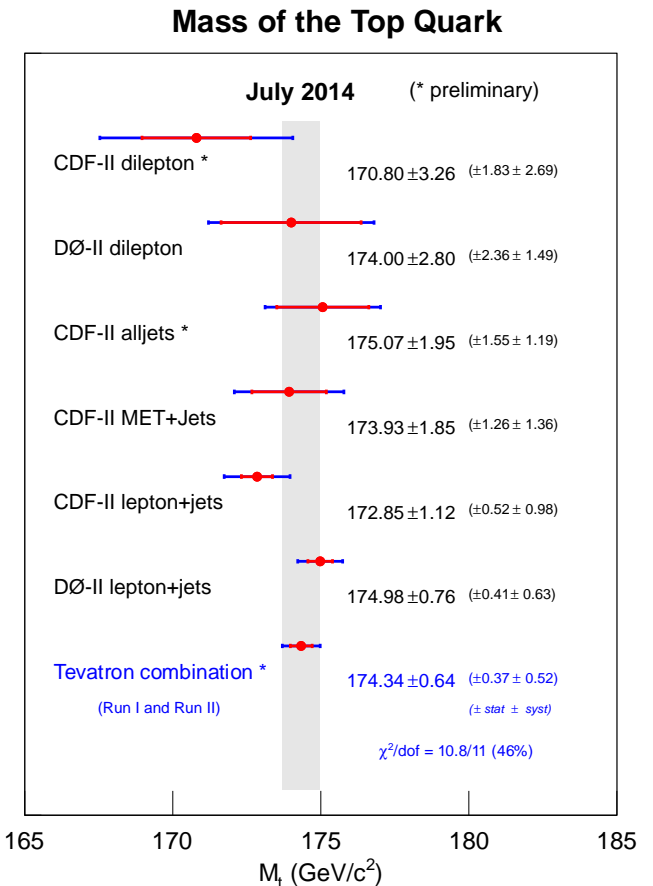 Mass of the Top Quark
July 2014 (* preliminary)
CDF-II dilepton * 170.80 ±3.26 (±1.83 ± 2.69)
DØ-II dilepton 174.00 ±2.80 (±2.36 ± 1.49)
CDF-II alljets * 175.07 ±1.95 (±1.55 ± 1.19)
CDF-II MET+Jets 173.93 ±1.85 (±1.26 ± 1.36)
CDF-II lepton+jets 172.85 ±1.12 (±0.52 ± 0.98)
DØ-II lepton+jets 174.98 ±0.76 (±0.41 ± 0.63)
Tevatron combination * 174.34 ±0.64 (±0.37 ± 0.52)
(Run I and Run II) (± stat ± syst)
χ²/dof = 10.8/11 (46%)
165 170 175 180 185
Mₜ (GeV/c²)